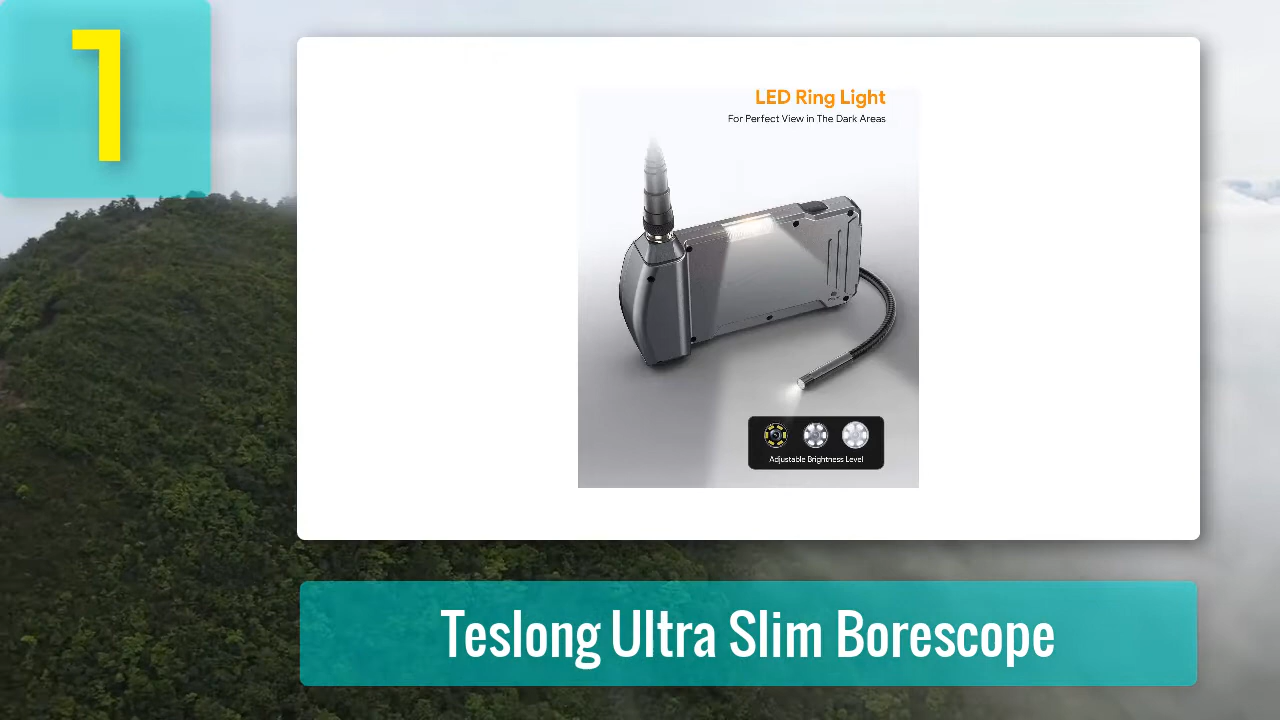 1
LED Ring Light
For Perfect View in The Dark Areas
Adjustable Brightness Level
Teslong Ultra Slim Borescope